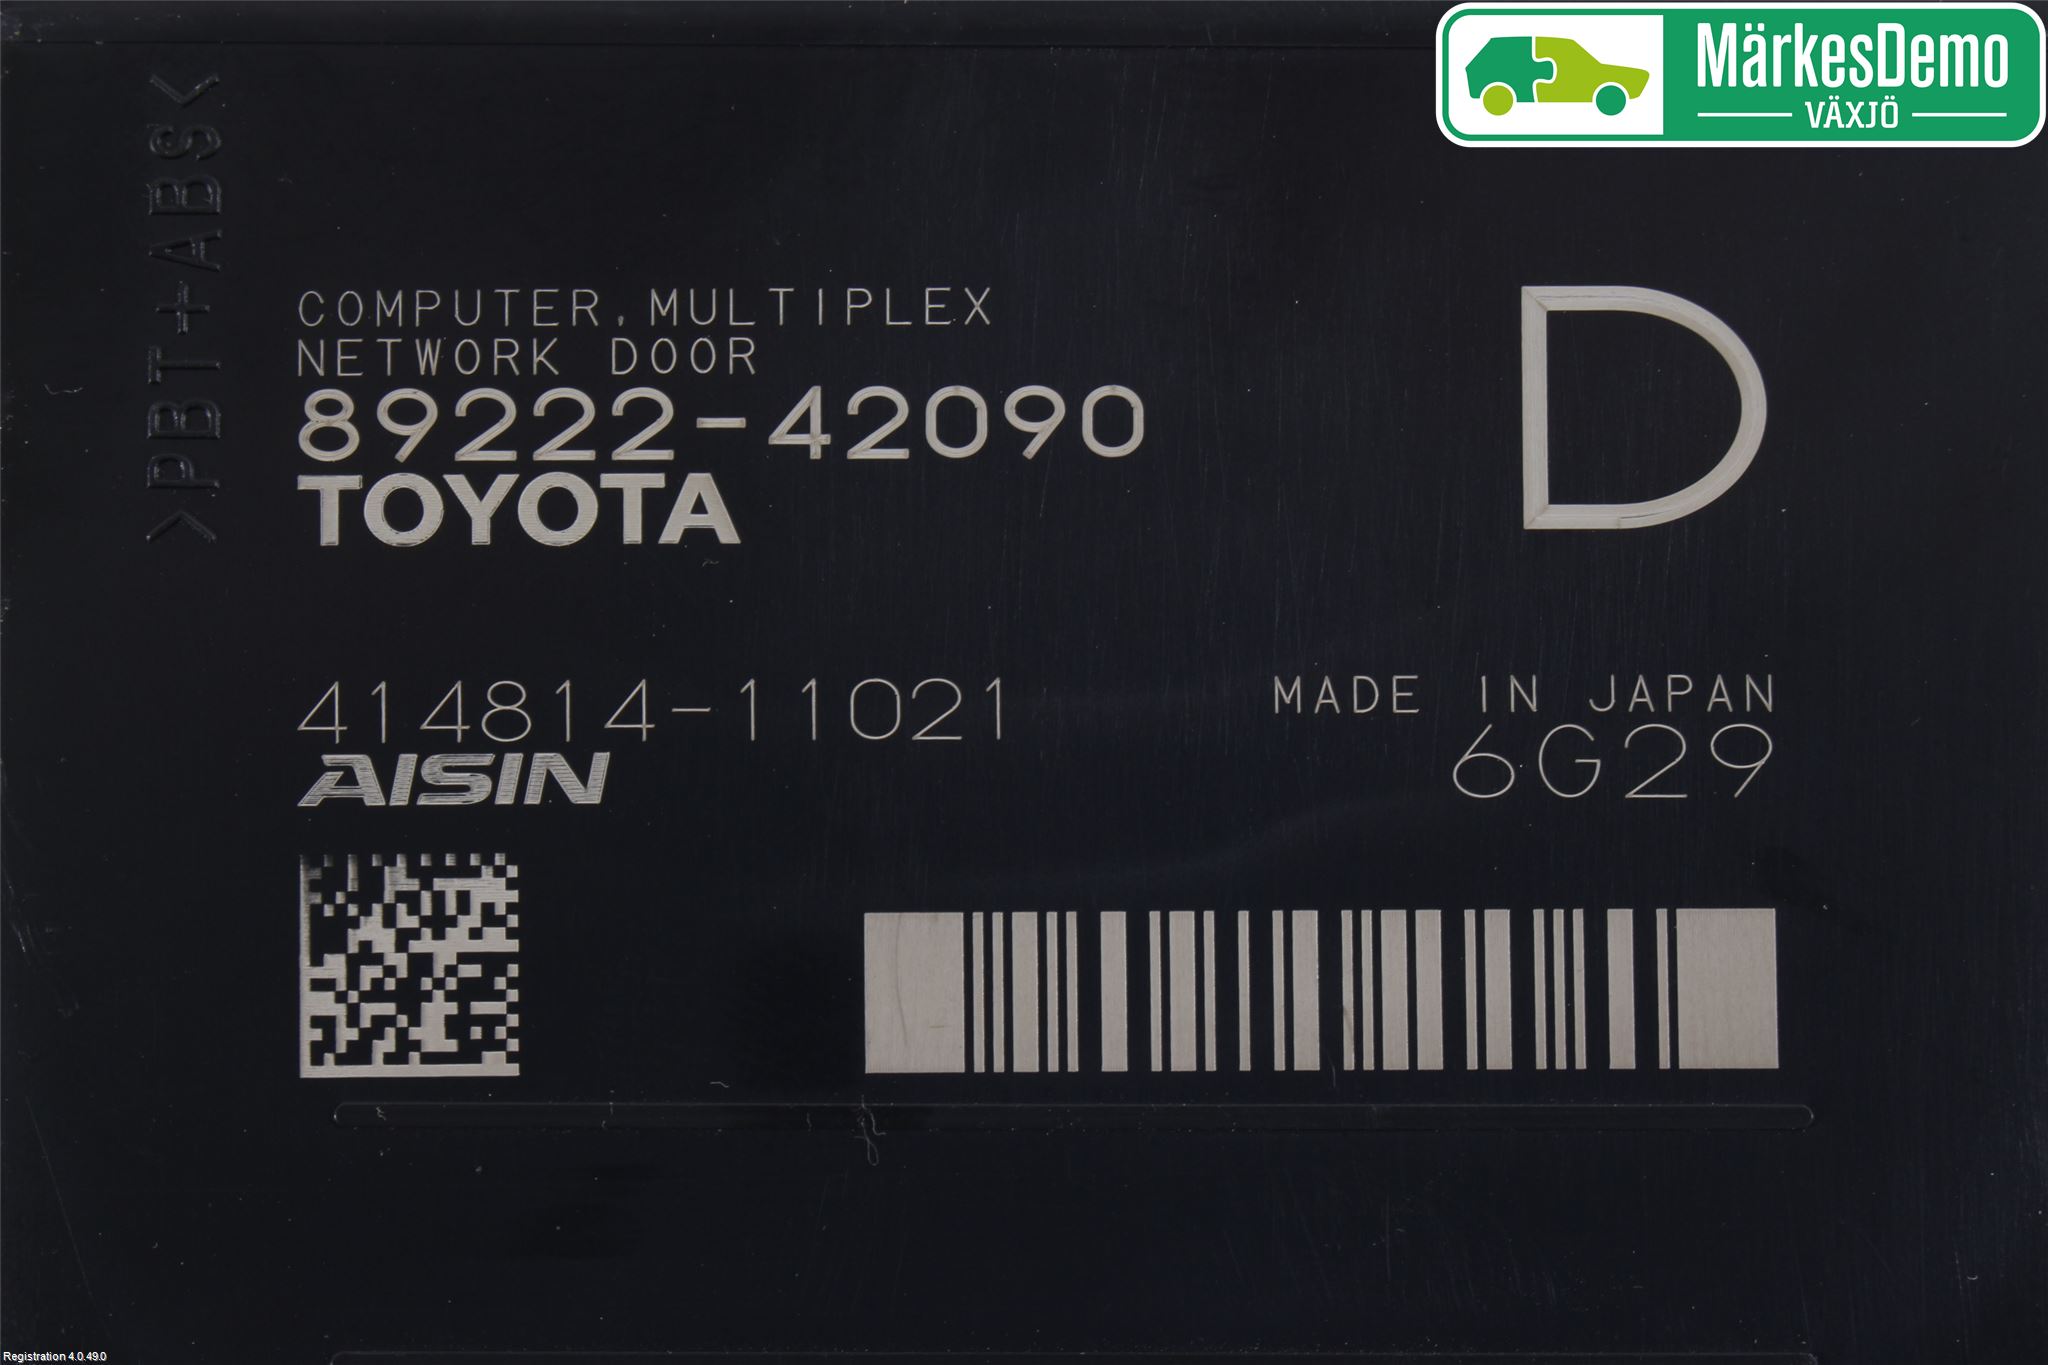 MärkesDemo
VÄXJÖ
>PBT+ABS<
COMPUTER, MULTIPLEX
NETWORK DOOR
89222-42090
TOYOTA
D
414814-11021
AISIN
MADE IN JAPAN
6G29
Registration 4.0.49.0